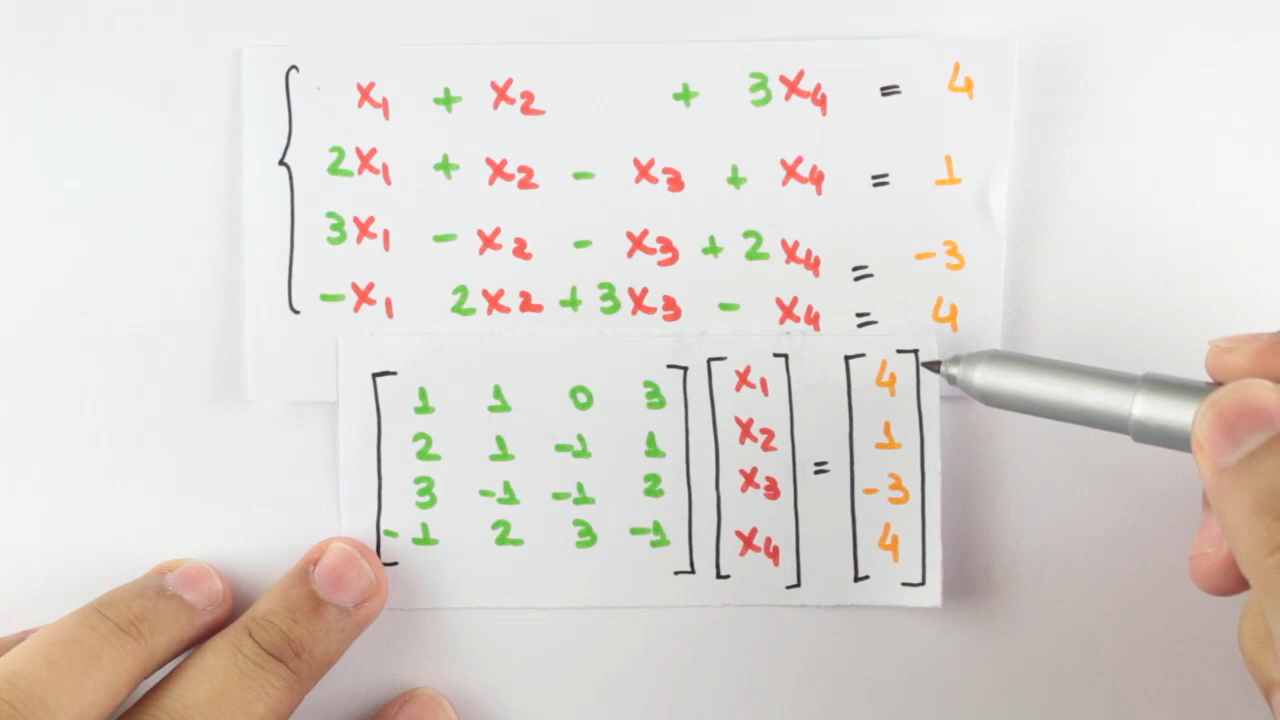 x₁ + x₂ + 3x₄ = 4
2x₁ + x₂ - x₃ + x₄ = 1
3x₁ - x₂ - x₃ + 2x₄ = -3
-x₁ 2x2 + 3x₃ - x₄ = 4
1 1 0 3 x₁ 4
2 1 -1 1 x₂ = 1
3 -1 -1 2 x₃ -3
-1 2 3 -1 x₄ 4